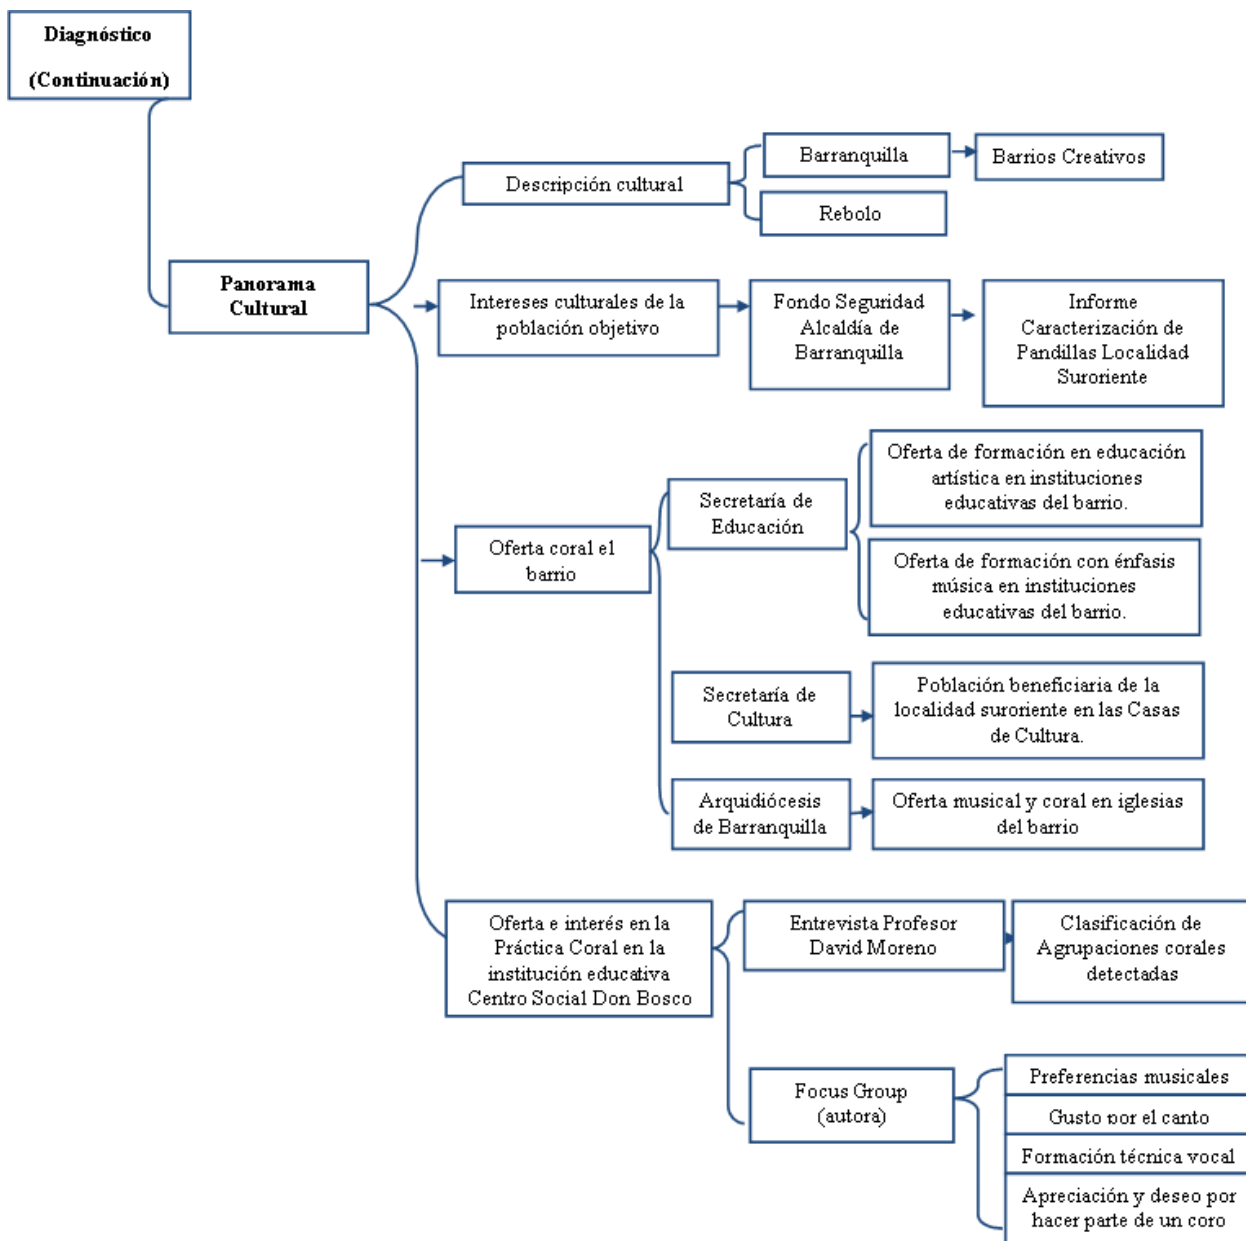 Diagnóstico
(Continuación)
Panorama
Cultural
Descripción cultural
Barranquilla
Barrios Creativos
Rebolo
Intereses culturales de la
población objetivo
Fondo Seguridad
Alcaldía de
Barranquilla
Informe
Caracterización de
Pandillas Localidad
Suroriente
Oferta coral el
barrio
Secretaría de
Educación
Oferta de formación en educación
artística en instituciones
educativas del barrio.
Oferta de formación con énfasis
música en instituciones
educativas del barrio.
Secretaría de
Cultura
Población beneficiaria de la
localidad suroriente en las Casas
de Cultura.
Arquidiócesis
de Barranquilla
Oferta musical y coral en iglesias
del barrio
Oferta e interés en la
Práctica Coral en la
institución educativa
Centro Social Don Bosco
Entrevista Profesor
David Moreno
Clasificación de
Agrupaciones corales
detectadas
Focus Group
(autora)
Preferencias musicales
Gusto por el canto
Formación técnica vocal
Apreciación y deseo por
hacer parte de un coro